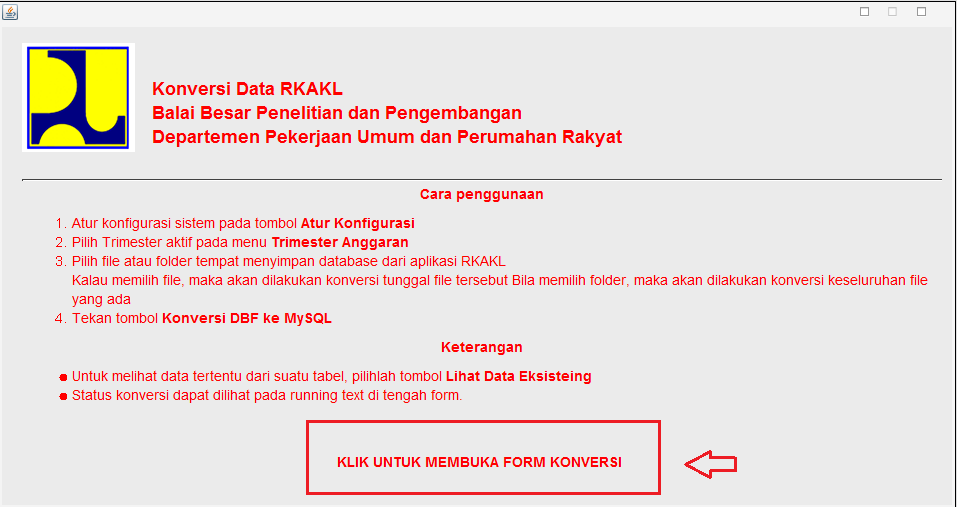 Konversi Data RKAKL
Balai Besar Penelitian dan Pengembangan
Departemen Pekerjaan Umum dan Perumahan Rakyat
Cara penggunaan
1. Atur konfigurasi sistem pada tombol Atur Konfigurasi
2. Pilih Trimester aktif pada menu Trimester Anggaran
3. Pilih file atau folder tempat menyimpan database dari aplikasi RKAKL
Kalau memilih file, maka akan dilakukan konversi tunggal file tersebut Bila memilih folder, maka akan dilakukan konversi keseluruhan file
yang ada
4. Tekan tombol Konversi DBF ke MySQL
Keterangan
● Untuk melihat data tertentu dari suatu tabel, pilihlah tombol Lihat Data Eksisteing
● Status konversi dapat dilihat pada running text di tengah form.
KLIK UNTUK MEMBUKA FORM KONVERSI